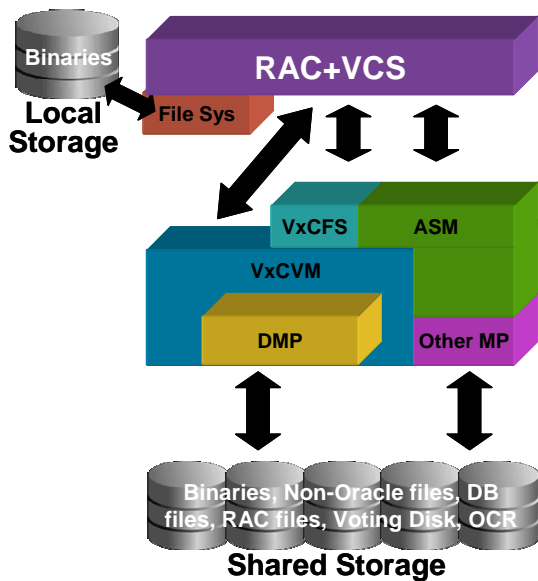 Binaries
RAC+VCS
File Sys
Local
Storage
VxCFS
ASM
VxCVM
DMP
Other MP
Binaries, Non-Oracle files, DB
files, RAC files, Voting Disk, OCR
Shared Storage